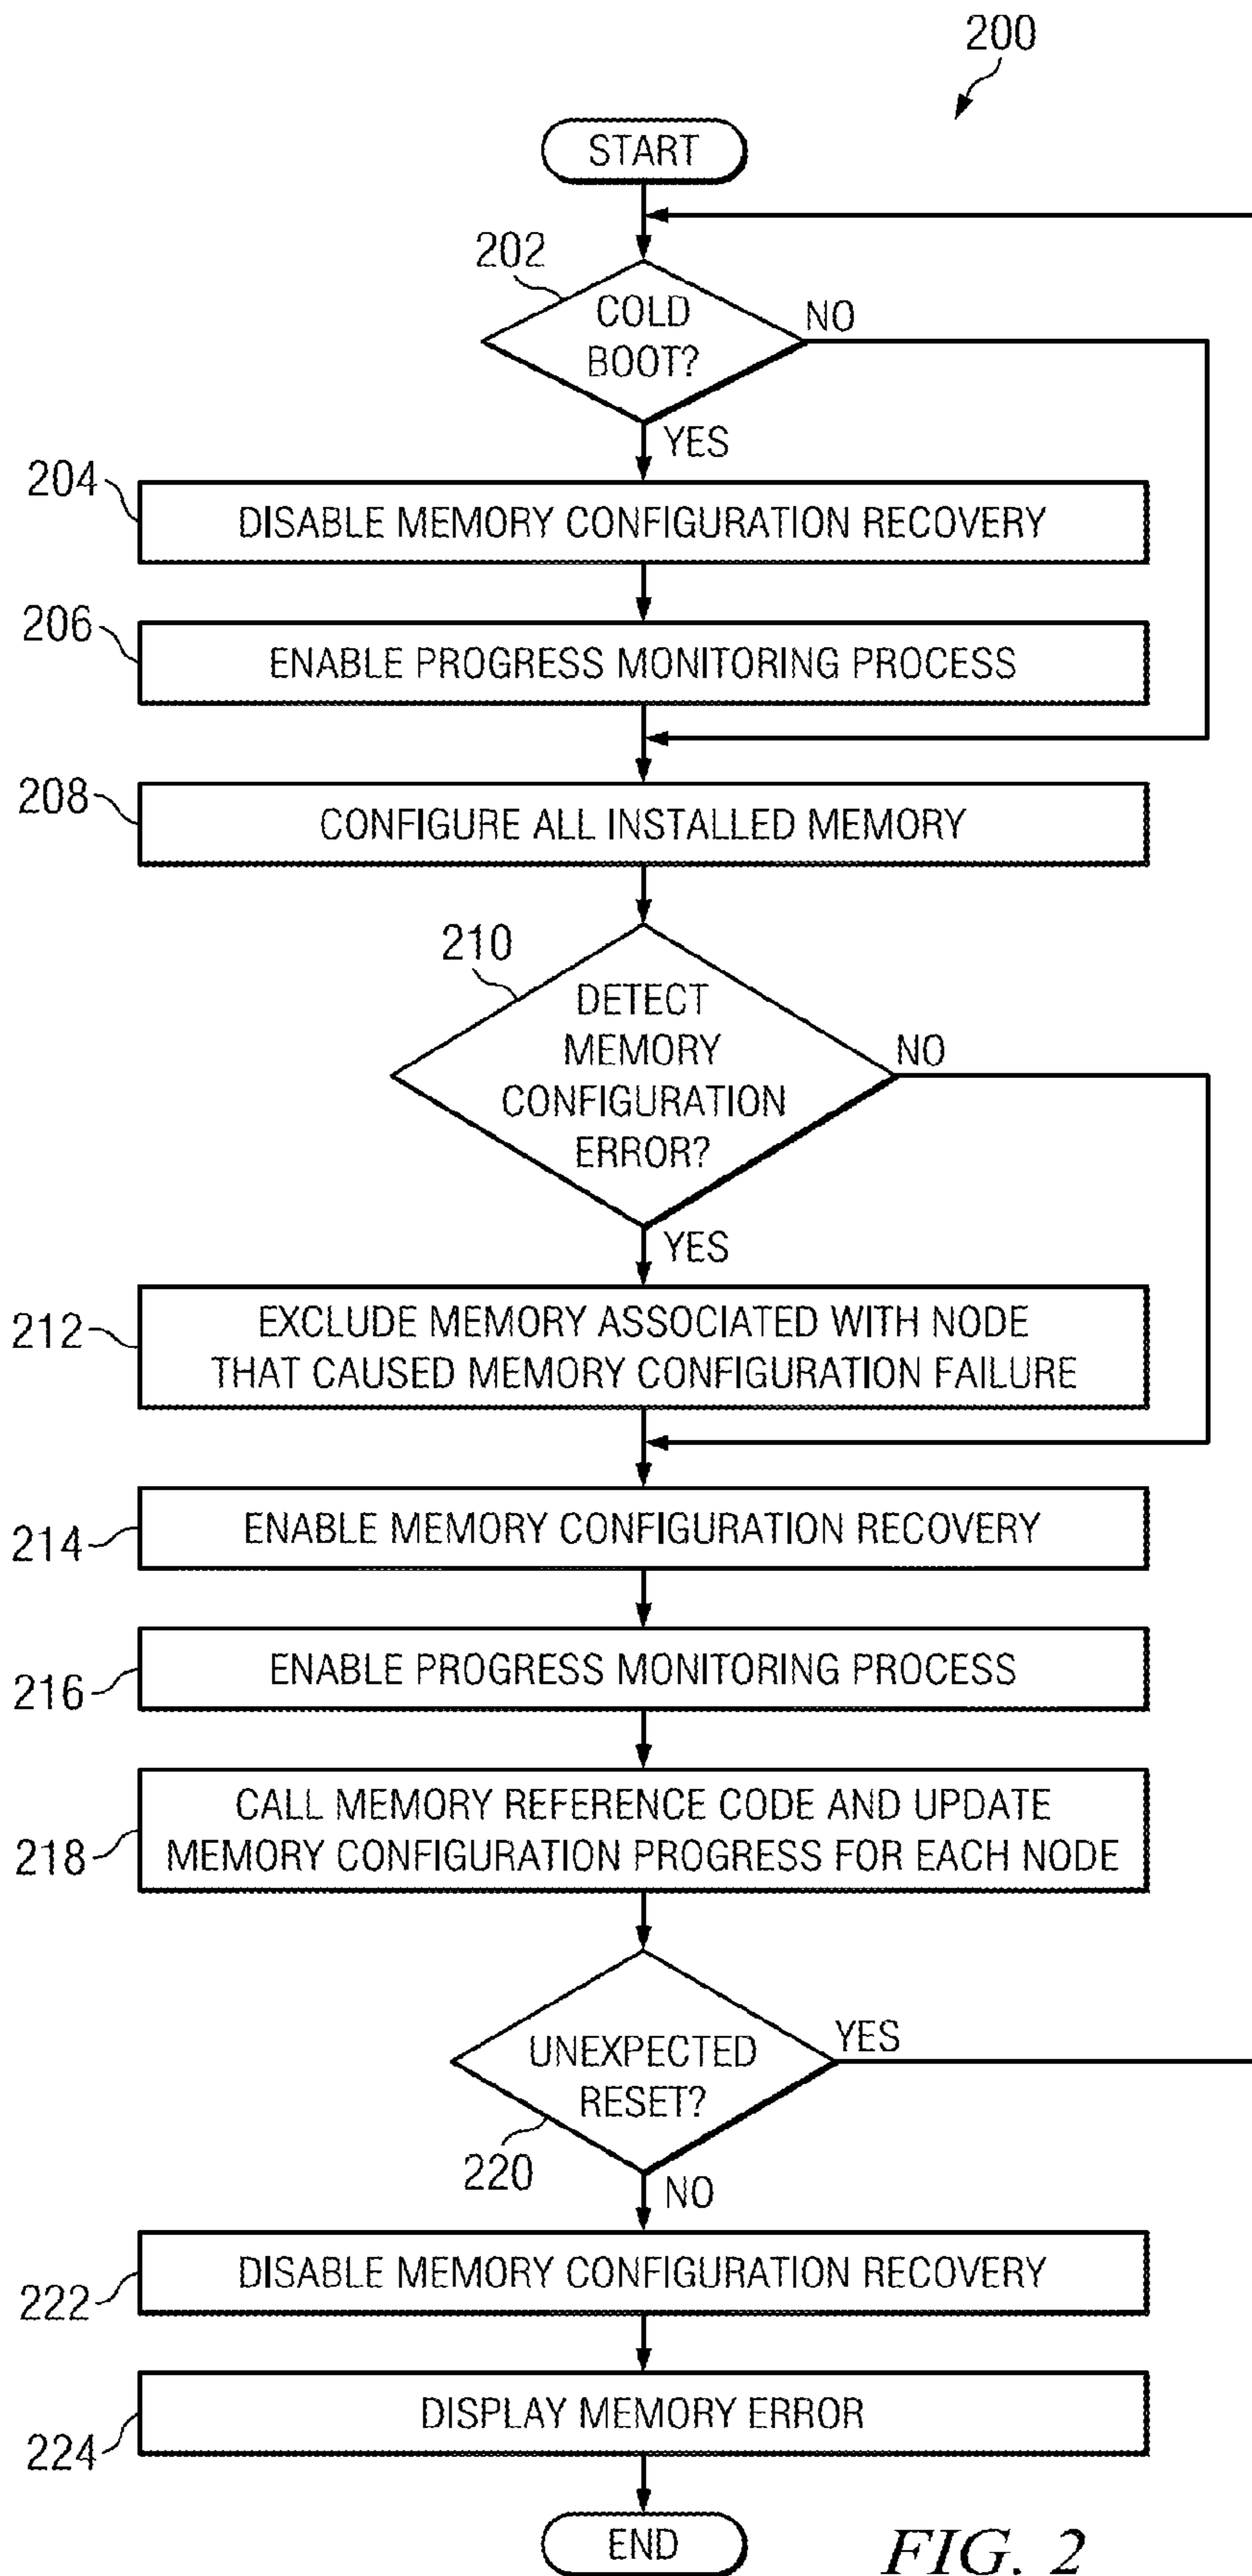 200
START
202
COLD
BOOT?
NO
YES
204
DISABLE MEMORY CONFIGURATION RECOVERY
206
ENABLE PROGRESS MONITORING PROCESS
208
CONFIGURE ALL INSTALLED MEMORY
210
DETECT
MEMORY
CONFIGURATION
ERROR?
NO
YES
212
EXCLUDE MEMORY ASSOCIATED WITH NODE
THAT CAUSED MEMORY CONFIGURATION FAILURE
214
ENABLE MEMORY CONFIGURATION RECOVERY
216
ENABLE PROGRESS MONITORING PROCESS
218
CALL MEMORY REFERENCE CODE AND UPDATE
MEMORY CONFIGURATION PROGRESS FOR EACH NODE
UNEXPECTED
RESET?
YES
220
NO
222
DISABLE MEMORY CONFIGURATION RECOVERY
224
DISPLAY MEMORY ERROR
END
FIG. 2